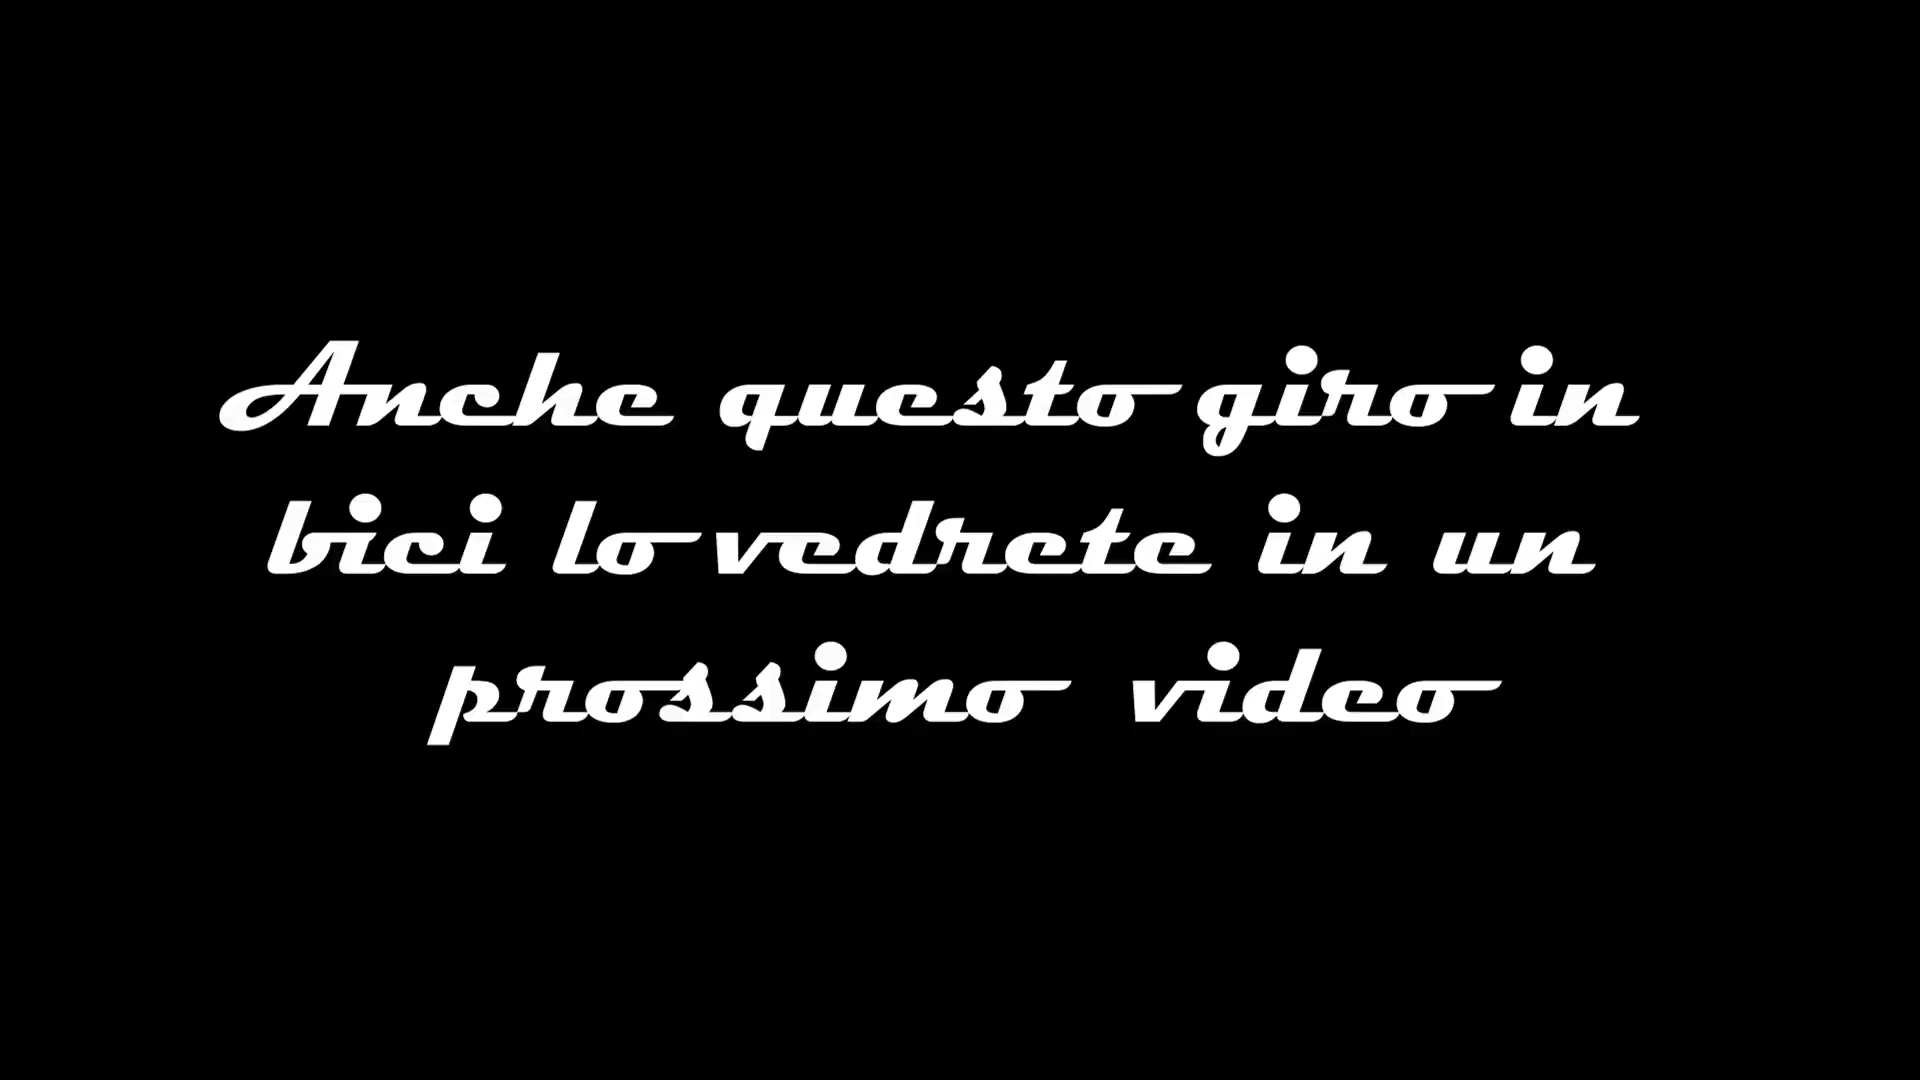 Anche questo giro in
bici lo vedrete in un
prossimo video